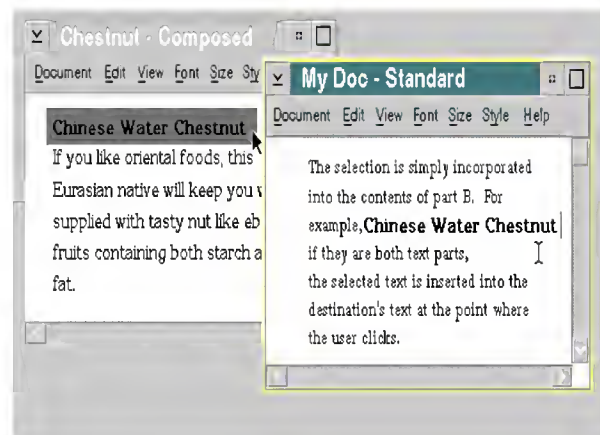 Chestnut - Composed
Document Edit View Font Size Sty
Chinese Water Chestnut
If you like oriental foods, this
Eurasian native will keep you
supplied with tasty nut like eb
fruits containing both starch a
fat.
My Doc - Standard
Document Edit View Font Size Style Help
The selection is simply incorporated
into the contents of part B. For
example,Chinese Water Chestnut
if they are both text parts,
the selected text is inserted into the
destination's text at the point where
the user clicks.